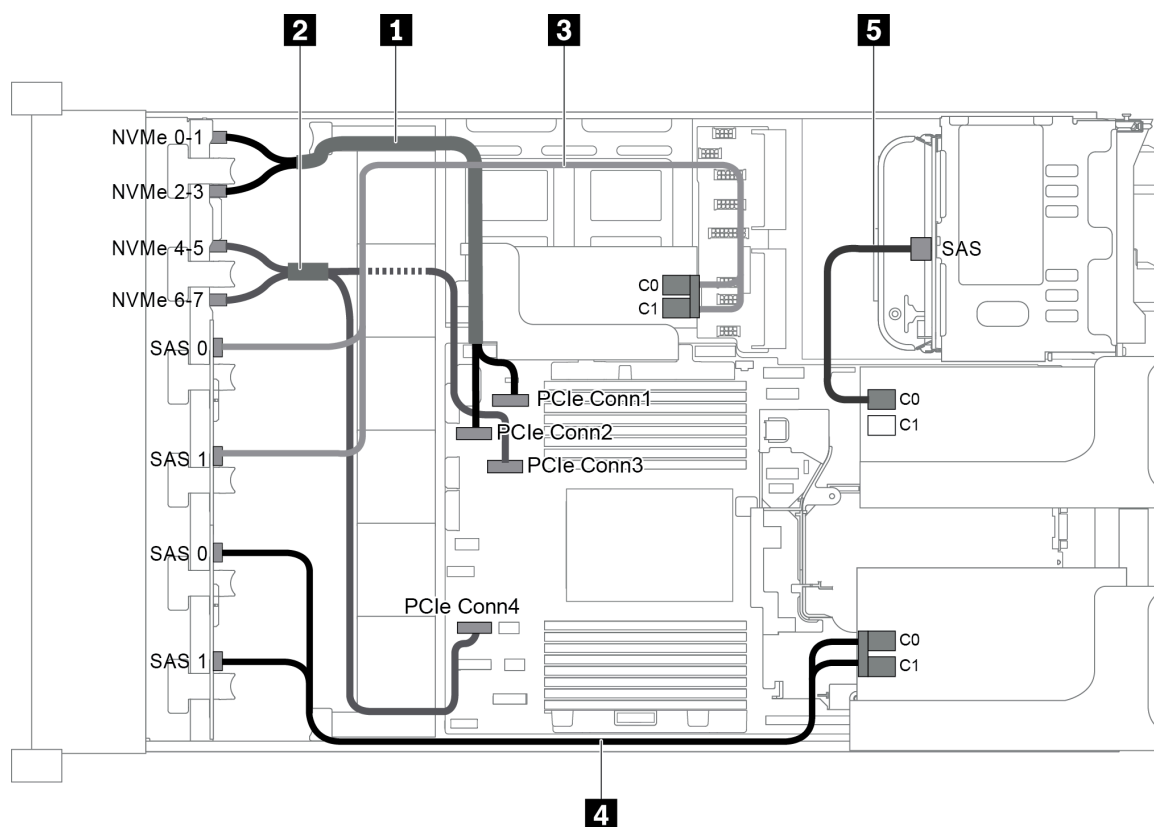 2 1 3 5
NVMe 0-1
NVMe 2-3
NVMe 4-5
SAS
C0
NVMe 6-7
C1
SAS 0
PCIe Conn1
C0
C1
PCIe Conn2
SAS 1
PCIe Conn3
SAS 0
PCIe Conn4
C0
SAS 1
C1
4